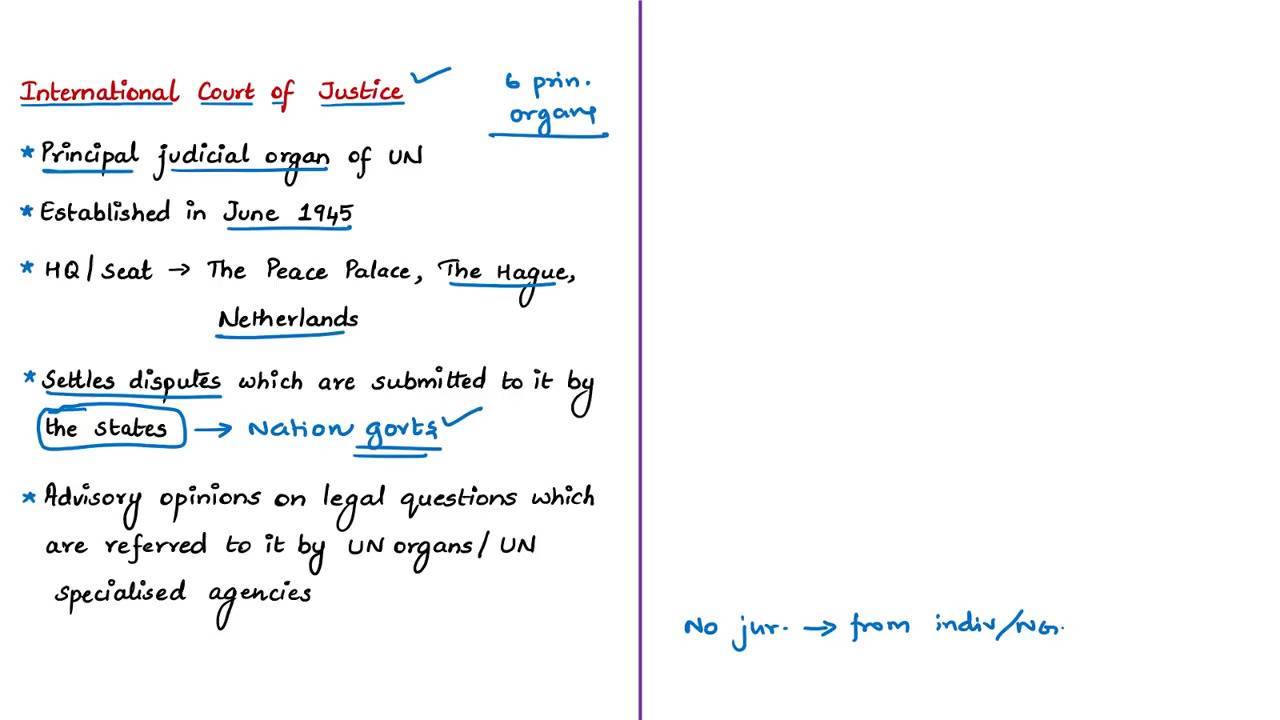 International Court of Justice ✓
6 prin.
organs
* Principal judicial organ of UN
* Established in June 1945
* HQ/Seat → The Peace Palace, The Hague,
Netherlands
* Settles disputes which are submitted to it by
the states → Nation govts ✓
* Advisory opinions on legal questions which
are referred to it by UN organs/ UN
specialised agencies
No jur. → from indiv/NG.